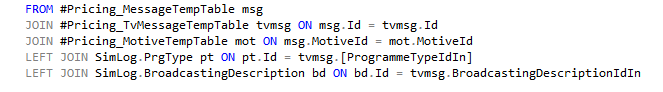 FROM #Pricing_MessageTempTable msg
JOIN #Pricing_TvMessageTempTable tvmsg ON msg.Id = tvmsg.Id
JOIN #Pricing_MotiveTempTable mot ON msg.MotiveId = mot.MotiveId
LEFT JOIN SimLog.PrgType pt ON pt.Id = tvmsg.[ProgrammeTypeIdIn]
LEFT JOIN SimLog.BroadcastingDescription bd ON bd.Id = tvmsg.BroadcastingDescriptionIdIn